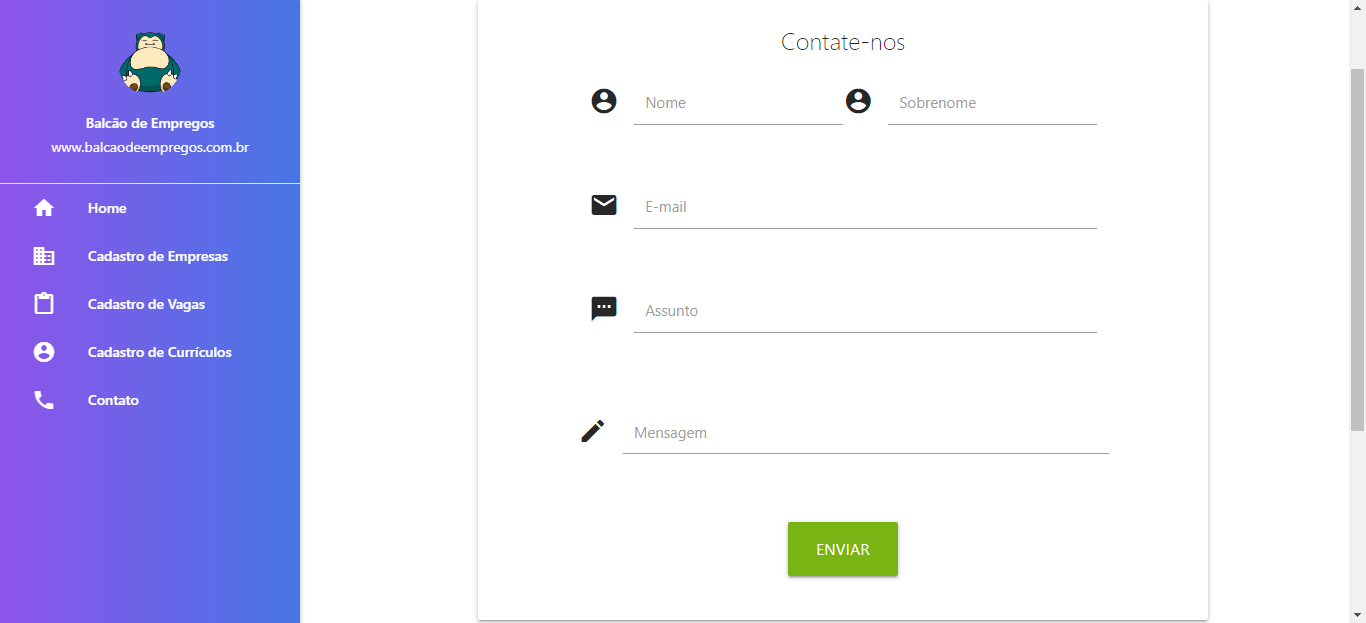 Balcão de Empregos
www.balcaodeempregos.com.br
Home
Cadastro de Empresas
Cadastro de Vagas
Cadastro de Currículos
Contato
Contate-nos
Nome Sobrenome
E-mail
Assunto
Mensagem
ENVIAR